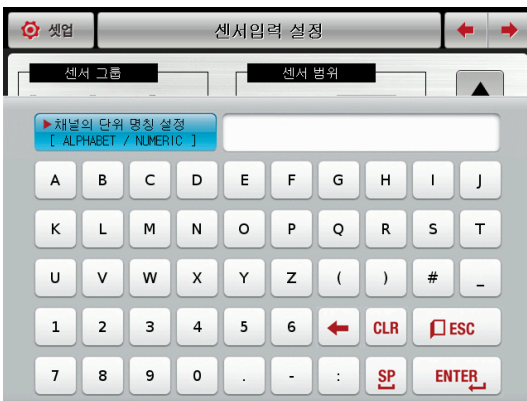 셋업 센서입력 설정
센서 그룹 센서 범위
▶채널의 단위 명칭 설정
[ ALPHABET / NUMERIC ]
A B C D E F G H I J
K L M N O P Q R S T
U V W X Y Z ( ) # _
1 2 3 4 5 6 ← CLR ESC
7 8 9 0 . - : SP ENTER